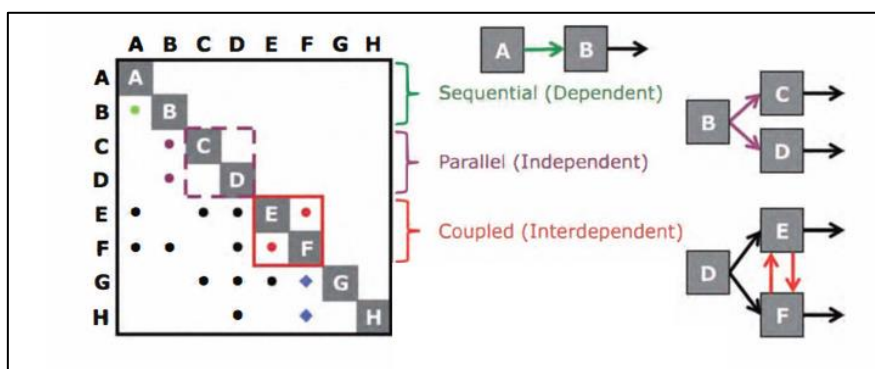 A B C D E F G H
A A
B B
C C
D D
E E
F F
G G
H H
Sequential (Dependent)
Parallel (Independent)
Coupled (Interdependent)
A B
B C
D
D E
F